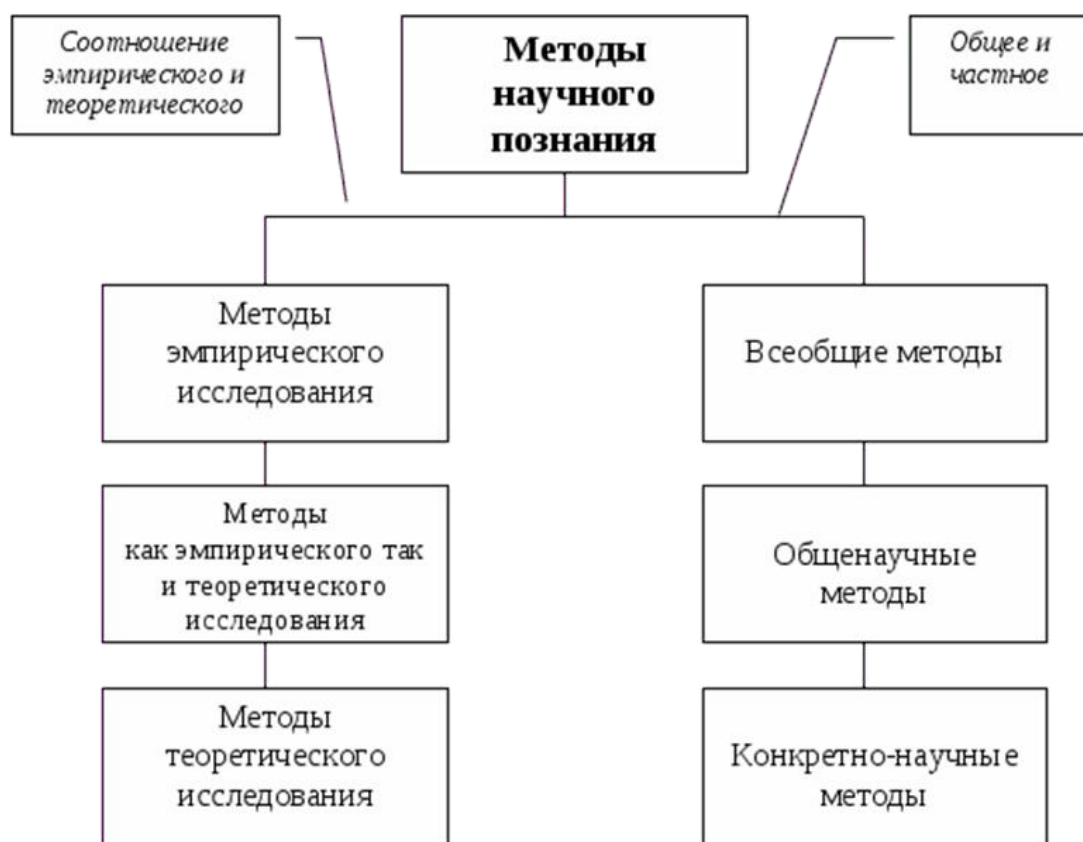 Соотношение
эмпирического и
теоретического
Методы
научного
познания
Общее и
частное
Методы
эмпирического
исследования
Всеобщие методы
Методы
как эмпирического так
и теоретического
исследования
Общенаучные
методы
Методы
теоретического
исследования
Конкретно-научные
методы